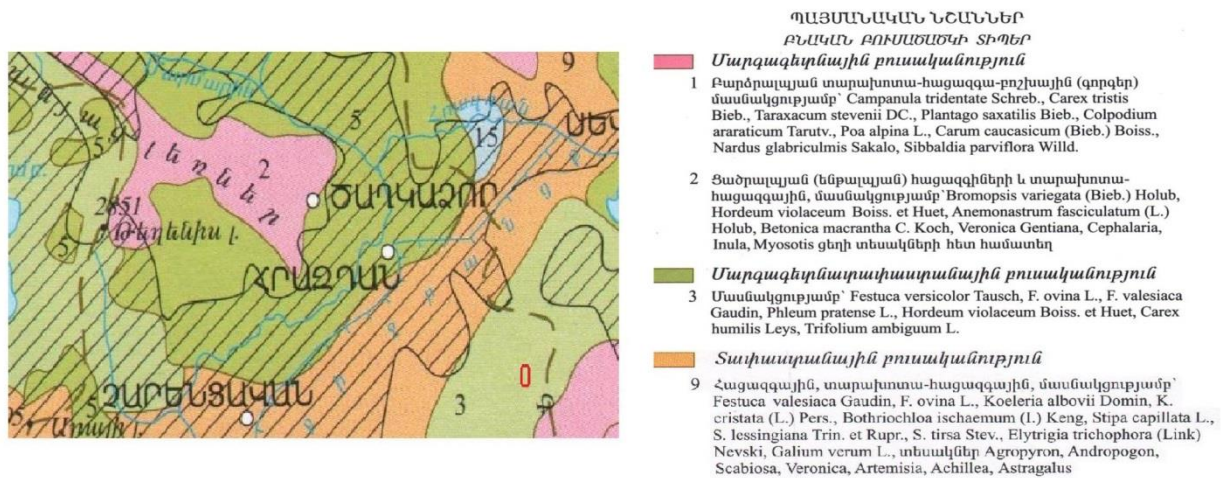 ՊԱՅՄԱՆԱԿԱՆ ՆՇԱՆՆԵՐ
ԲՆԱԿԱՆ ԲՈՒՍԱԾԱԾԿԻ ՏԻՊԵՐ
Մարգագետնային բուսականություն
1 Բարձրալպյան տարախոտա-հացազգա-բոշխային (գորգեր)
մասնակցությամբ՝ Campanula tridentate Schreb., Carex tristis
Bieb., Taraxacum stevenii DC., Plantago saxatilis Bieb., Colpodium
araraticum Tarutv., Poa alpina L., Carum caucasicum (Bieb.) Boiss.,
Nardus glabriculmis Sakalo, Sibbaldia parviflora Willd.
2 Ցածրալպյան (ենթալպյան) հացազգիների և տարախոտա-
հացազգային, մասնակցությամբ՝ Bromopsis variegata (Bieb.) Holub,
Hordeum violaceum Boiss. et Huet, Anemonastrum fasciculatum (L.)
Holub, Betonica macrantha C. Koch, Veronica Gentiana, Cephalaria,
Inula, Myosotis ցեղի տեսակների հետ համատեղ
Մարգագետնատափաստանային բուսականություն
3 Մասնակցությամբ՝ Festuca versicolor Tausch, F. ovina L., F. valesiaca
Gaudin, Phleum pratense L., Hordeum violaceum Boiss. et Huet, Carex
humilis Leys, Trifolium ambiguum L.
Տափաստանային բուսականություն
9 Հացազգային, տարախոտա-հացազգային, մասնակցությամբ՝
Festuca valesiaca Gaudin, F. ovina L., Koeleria albovii Domin, K.
cristata (L.) Pers., Bothriochloa ischaemum (I.) Keng, Stipa capillata L.,
S. lessingiana Trin. et Rupr., S. tirsa Stev., Elytrigia trichophora (Link)
Nevski, Galium verum L., տեսակներ Agropyron, Andropogon,
Scabiosa, Veronica, Artemisia, Achillea, Astragalus
9
Մարմարիկ
5
15
5
լեռներ
2
ԾԱՂԿԱՁՈՐ
2851
Թեղենիս լ.
5
ՀՐԱԶԴԱՆ
ՉԱՐԵՆՑԱՎԱՆ
5
3